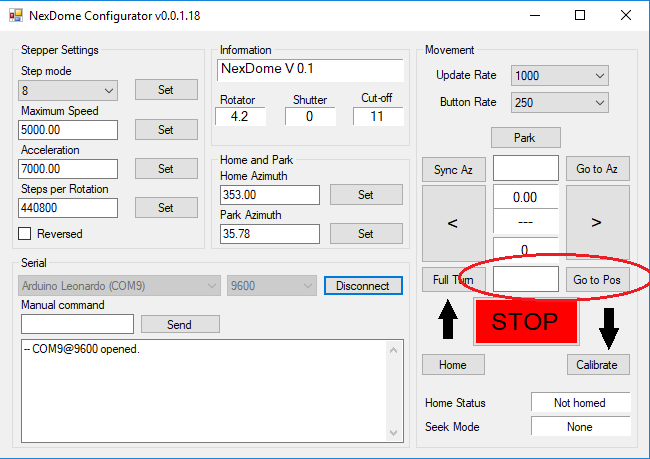 NexDome Configurator v0.0.1.18
Stepper Settings
Step mode
8
Set
Maximum Speed
5000.00
Set
Acceleration
7000.00
Set
Steps per Rotation
440800
Set
Reversed
Information
NexDome V 0.1
Rotator Shutter Cut-off
4.2 0 11
Home and Park
Home Azimuth
353.00
Set
Park Azimuth
35.78
Set
Serial
Arduino Leonardo (COM9) 9600 Disconnect
Manual command
Send
-- COM9@9600 opened.
Movement
Update Rate 1000
Button Rate 250
Park
Sync Az Go to Az
0.00
< --- >
0
Full Turn Go to Pos
STOP
Home Calibrate
Home Status Not homed
Seek Mode None